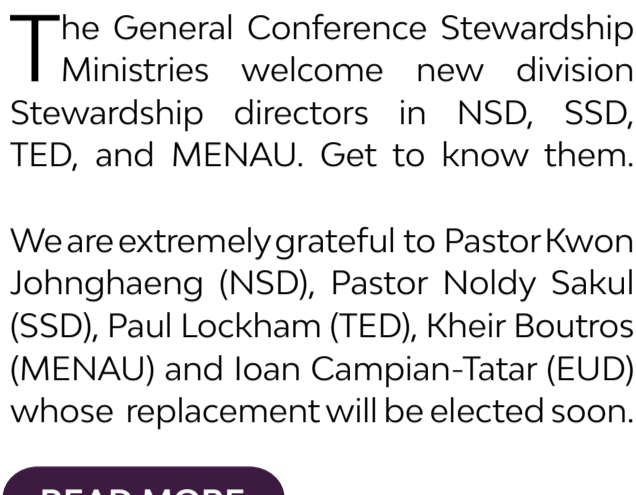 The General Conference Stewardship
Ministries welcome new division
Stewardship directors in NSD, SSD,
TED, and MENAU. Get to know them.
We are extremely grateful to Pastor Kwon
Johnghaeng (NSD), Pastor Noldy Sakul
(SSD), Paul Lockham (TED), Kheir Boutros
(MENAU) and Ioan Campian-Tatar (EUD)
whose replacement will be elected soon.
READ MORE